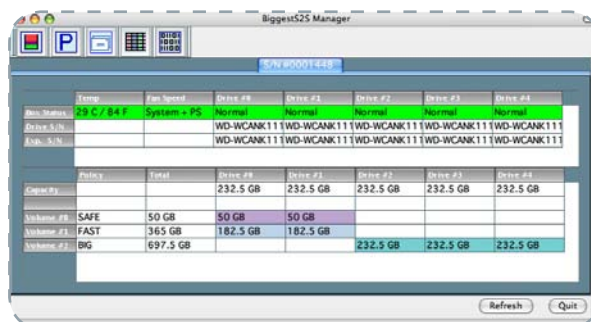 BiggestS2S Manager
P
S/N #0001448
Temp Fan Speed Drive #0 Drive #1 Drive #2 Drive #3 Drive #4
Box Status 29 C / 84 F System + PS Normal Normal Normal Normal Normal
Drive S/N WD-WCANK111 WD-WCANK111 WD-WCANK111 WD-WCANK111 WD-WCANK111
Exp. S/N WD-WCANK111 WD-WCANK111 WD-WCANK111 WD-WCANK111 WD-WCANK111
Policy Total Drive #0 Drive #1 Drive #2 Drive #3 Drive #4
Capacity 232.5 GB 232.5 GB 232.5 GB 232.5 GB 232.5 GB
Volume #0 SAFE 50 GB 50 GB 50 GB
Volume #1 FAST 365 GB 182.5 GB 182.5 GB
Volume #2 BIG 697.5 GB 232.5 GB 232.5 GB 232.5 GB
Refresh Quit